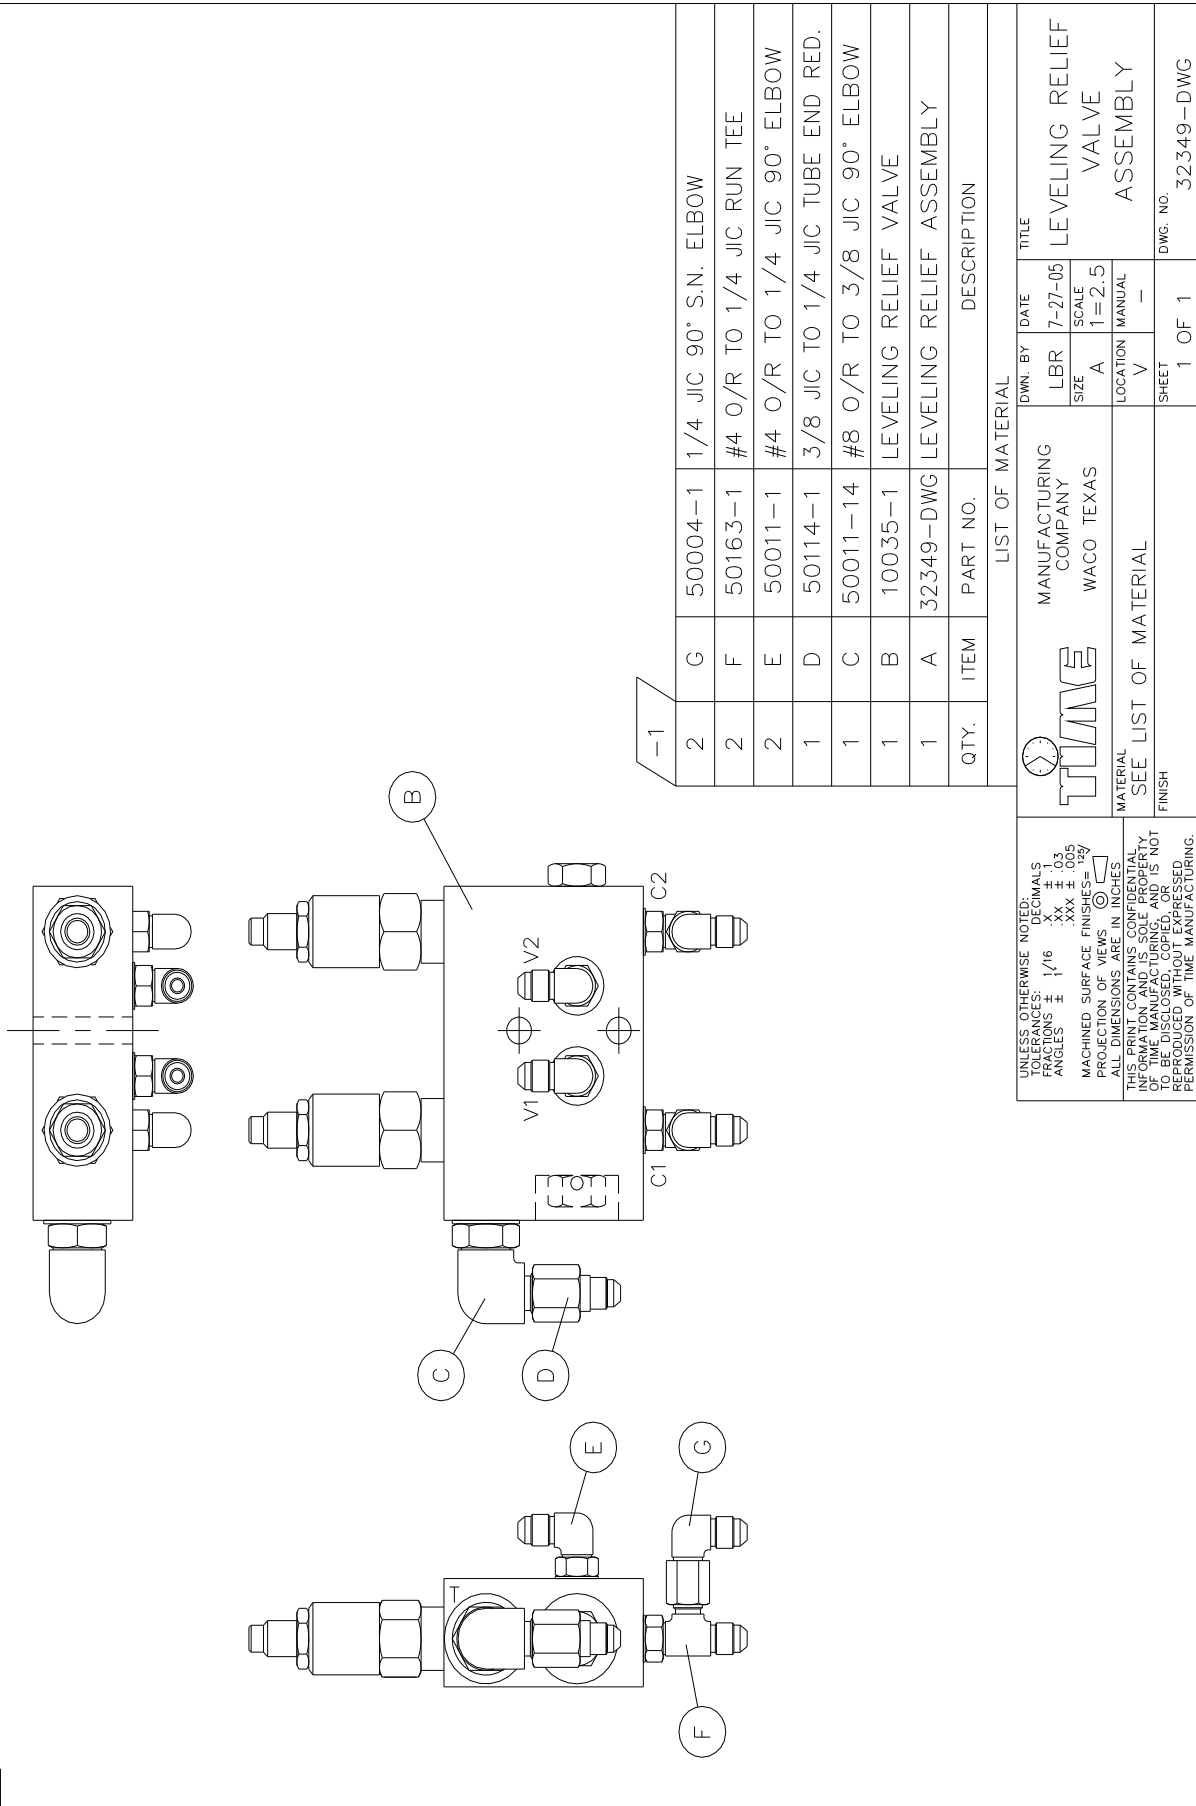 B
C
D
E
G
F
T
V1
V2
C1
C2
-1
2 G 50004-1 1/4 JIC 90° S.N. ELBOW
2 F 50163-1 #4 O/R TO 1/4 JIC RUN TEE
2 E 50011-1 #4 O/R TO 1/4 JIC 90° ELBOW
1 D 50114-1 3/8 JIC TO 1/4 JIC TUBE END RED.
1 C 50011-14 #8 O/R TO 3/8 JIC 90° ELBOW
1 B 10035-1 LEVELING RELIEF VALVE
1 A 32349-DWG LEVELING RELIEF ASSEMBLY
QTY. ITEM PART NO. DESCRIPTION
LIST OF MATERIAL
UNLESS OTHERWISE NOTED:
TOLERANCES: DECIMALS
FRACTIONS ± 1/16 .X ± .1
ANGLES ± 1° .XX ± .03
.XXX ± .005
MACHINED SURFACE FINISHES= 125/
PROJECTION OF VIEWS
ALL DIMENSIONS ARE IN INCHES
THIS PRINT CONTAINS CONFIDENTIAL
INFORMATION AND IS SOLE PROPERTY
OF TIME MANUFACTURING, AND IS NOT
TO BE DISCLOSED, COPIED, OR
REPRODUCED WITHOUT EXPRESSED
PERMISSION OF TIME MANUFACTURING.
TIME
MANUFACTURING
COMPANY
WACO TEXAS
MATERIAL
SEE LIST OF MATERIAL
FINISH
DWN. BY
LBR
DATE
7-27-05
SIZE
A
SCALE
1=2.5
LOCATION
V
MANUAL
-
SHEET
1 OF 1
TITLE
LEVELING RELIEF
VALVE
ASSEMBLY
DWG. NO.
32349-DWG